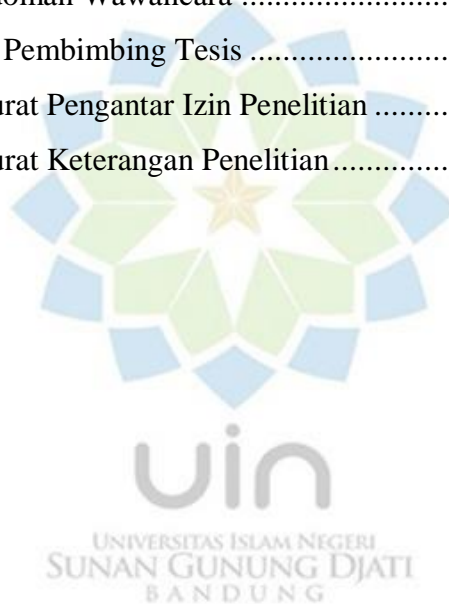 Wawancara ..............................
Pembimbing Tesis ..............................
Pengantar Izin Penelitian ..........
Keterangan Penelitian ................
uin
UNIVERSITAS ISLAM NEGERI
SUNAN GUNUNG DJATI
BANDUNG